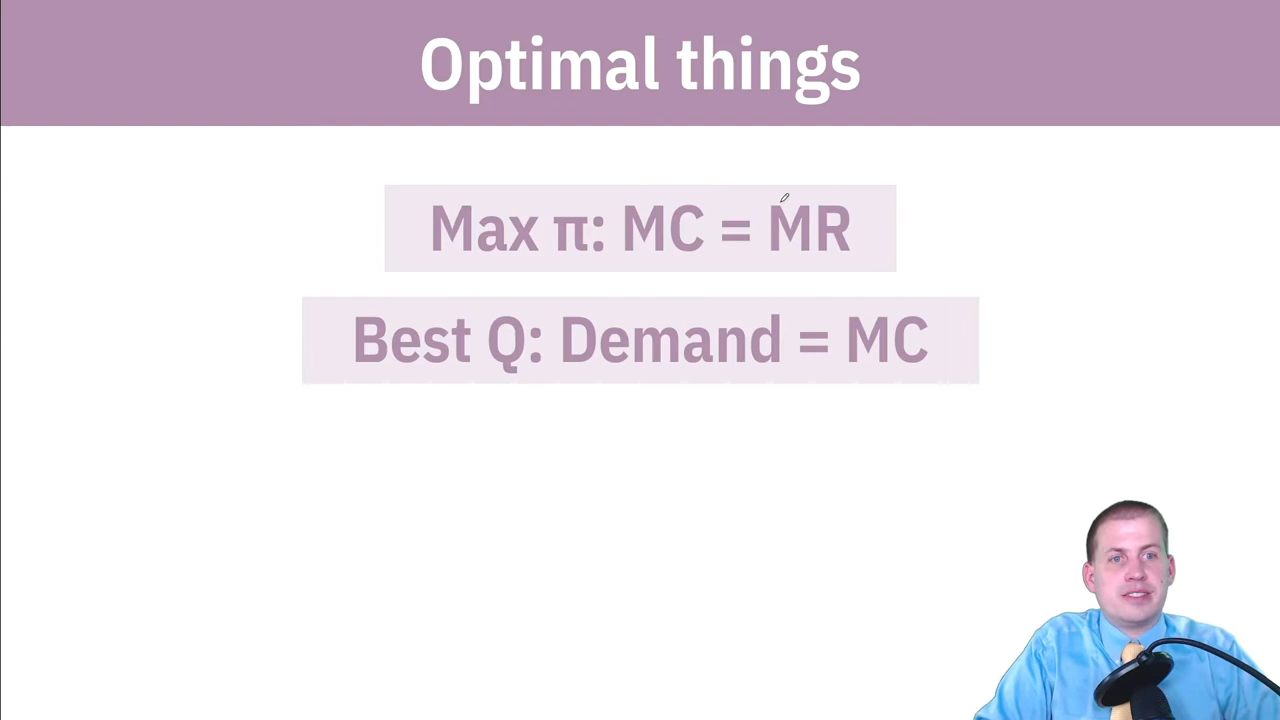 Optimal things
Max π: MC = MR
Best Q: Demand = MC